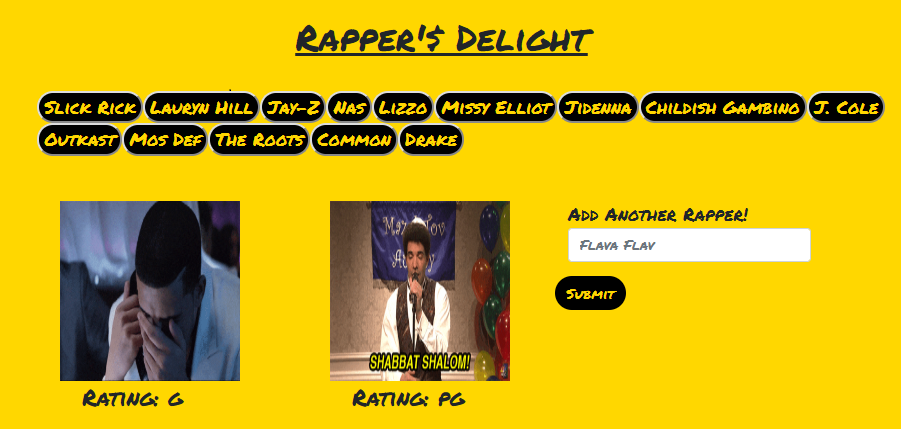 Rapper'$ Delight
Slick Rick Lauryn Hill Jay-Z Nas Lizzo Missy Elliot Jidenna Childish Gambino J. Cole
Outkast Mos Def The Roots Common Drake
Add Another Rapper!
Flava Flav
Submit
Maz
SHABBAT SHALOM!
Rating: G
Rating: PG